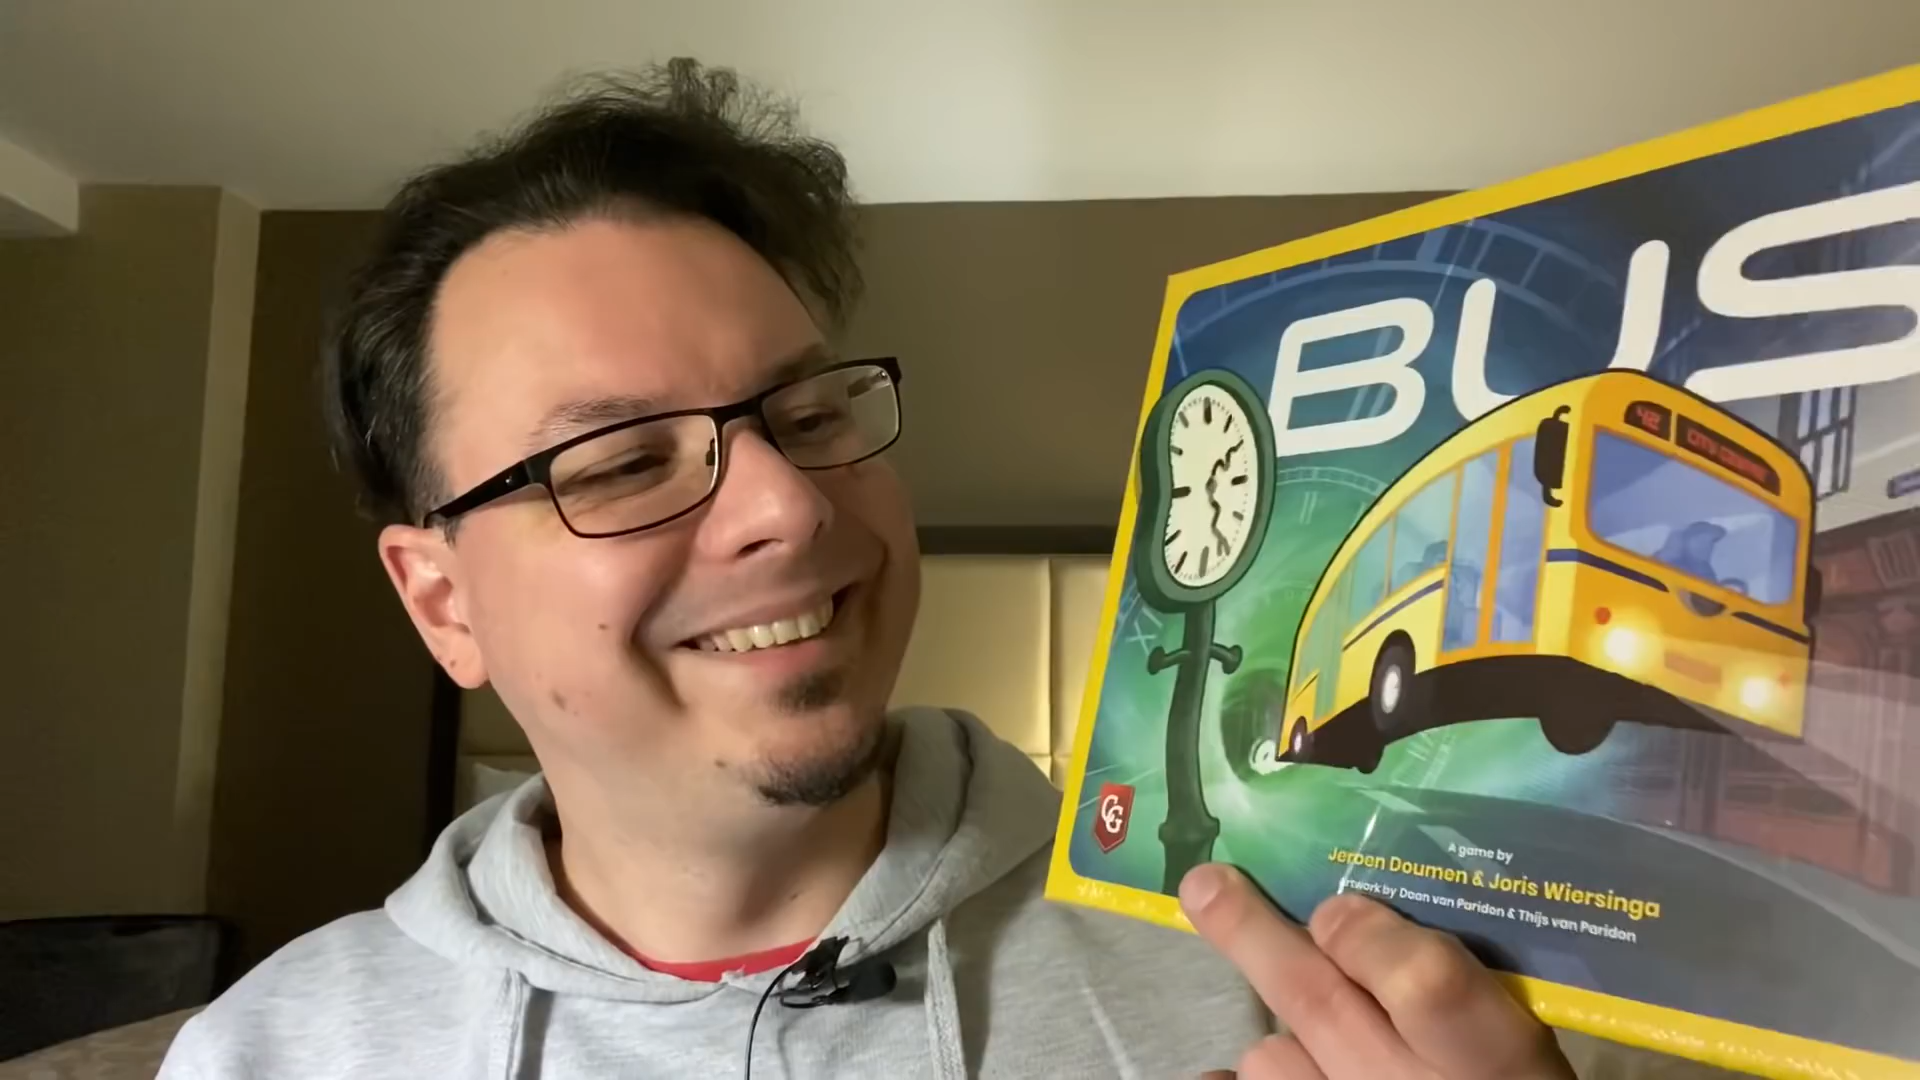 BUS
42 CITY CENTRE
CG
A game by
Jeroen Doumen & Joris Wiersinga
Artwork by Daan van Paridon & Thijs van Paridon